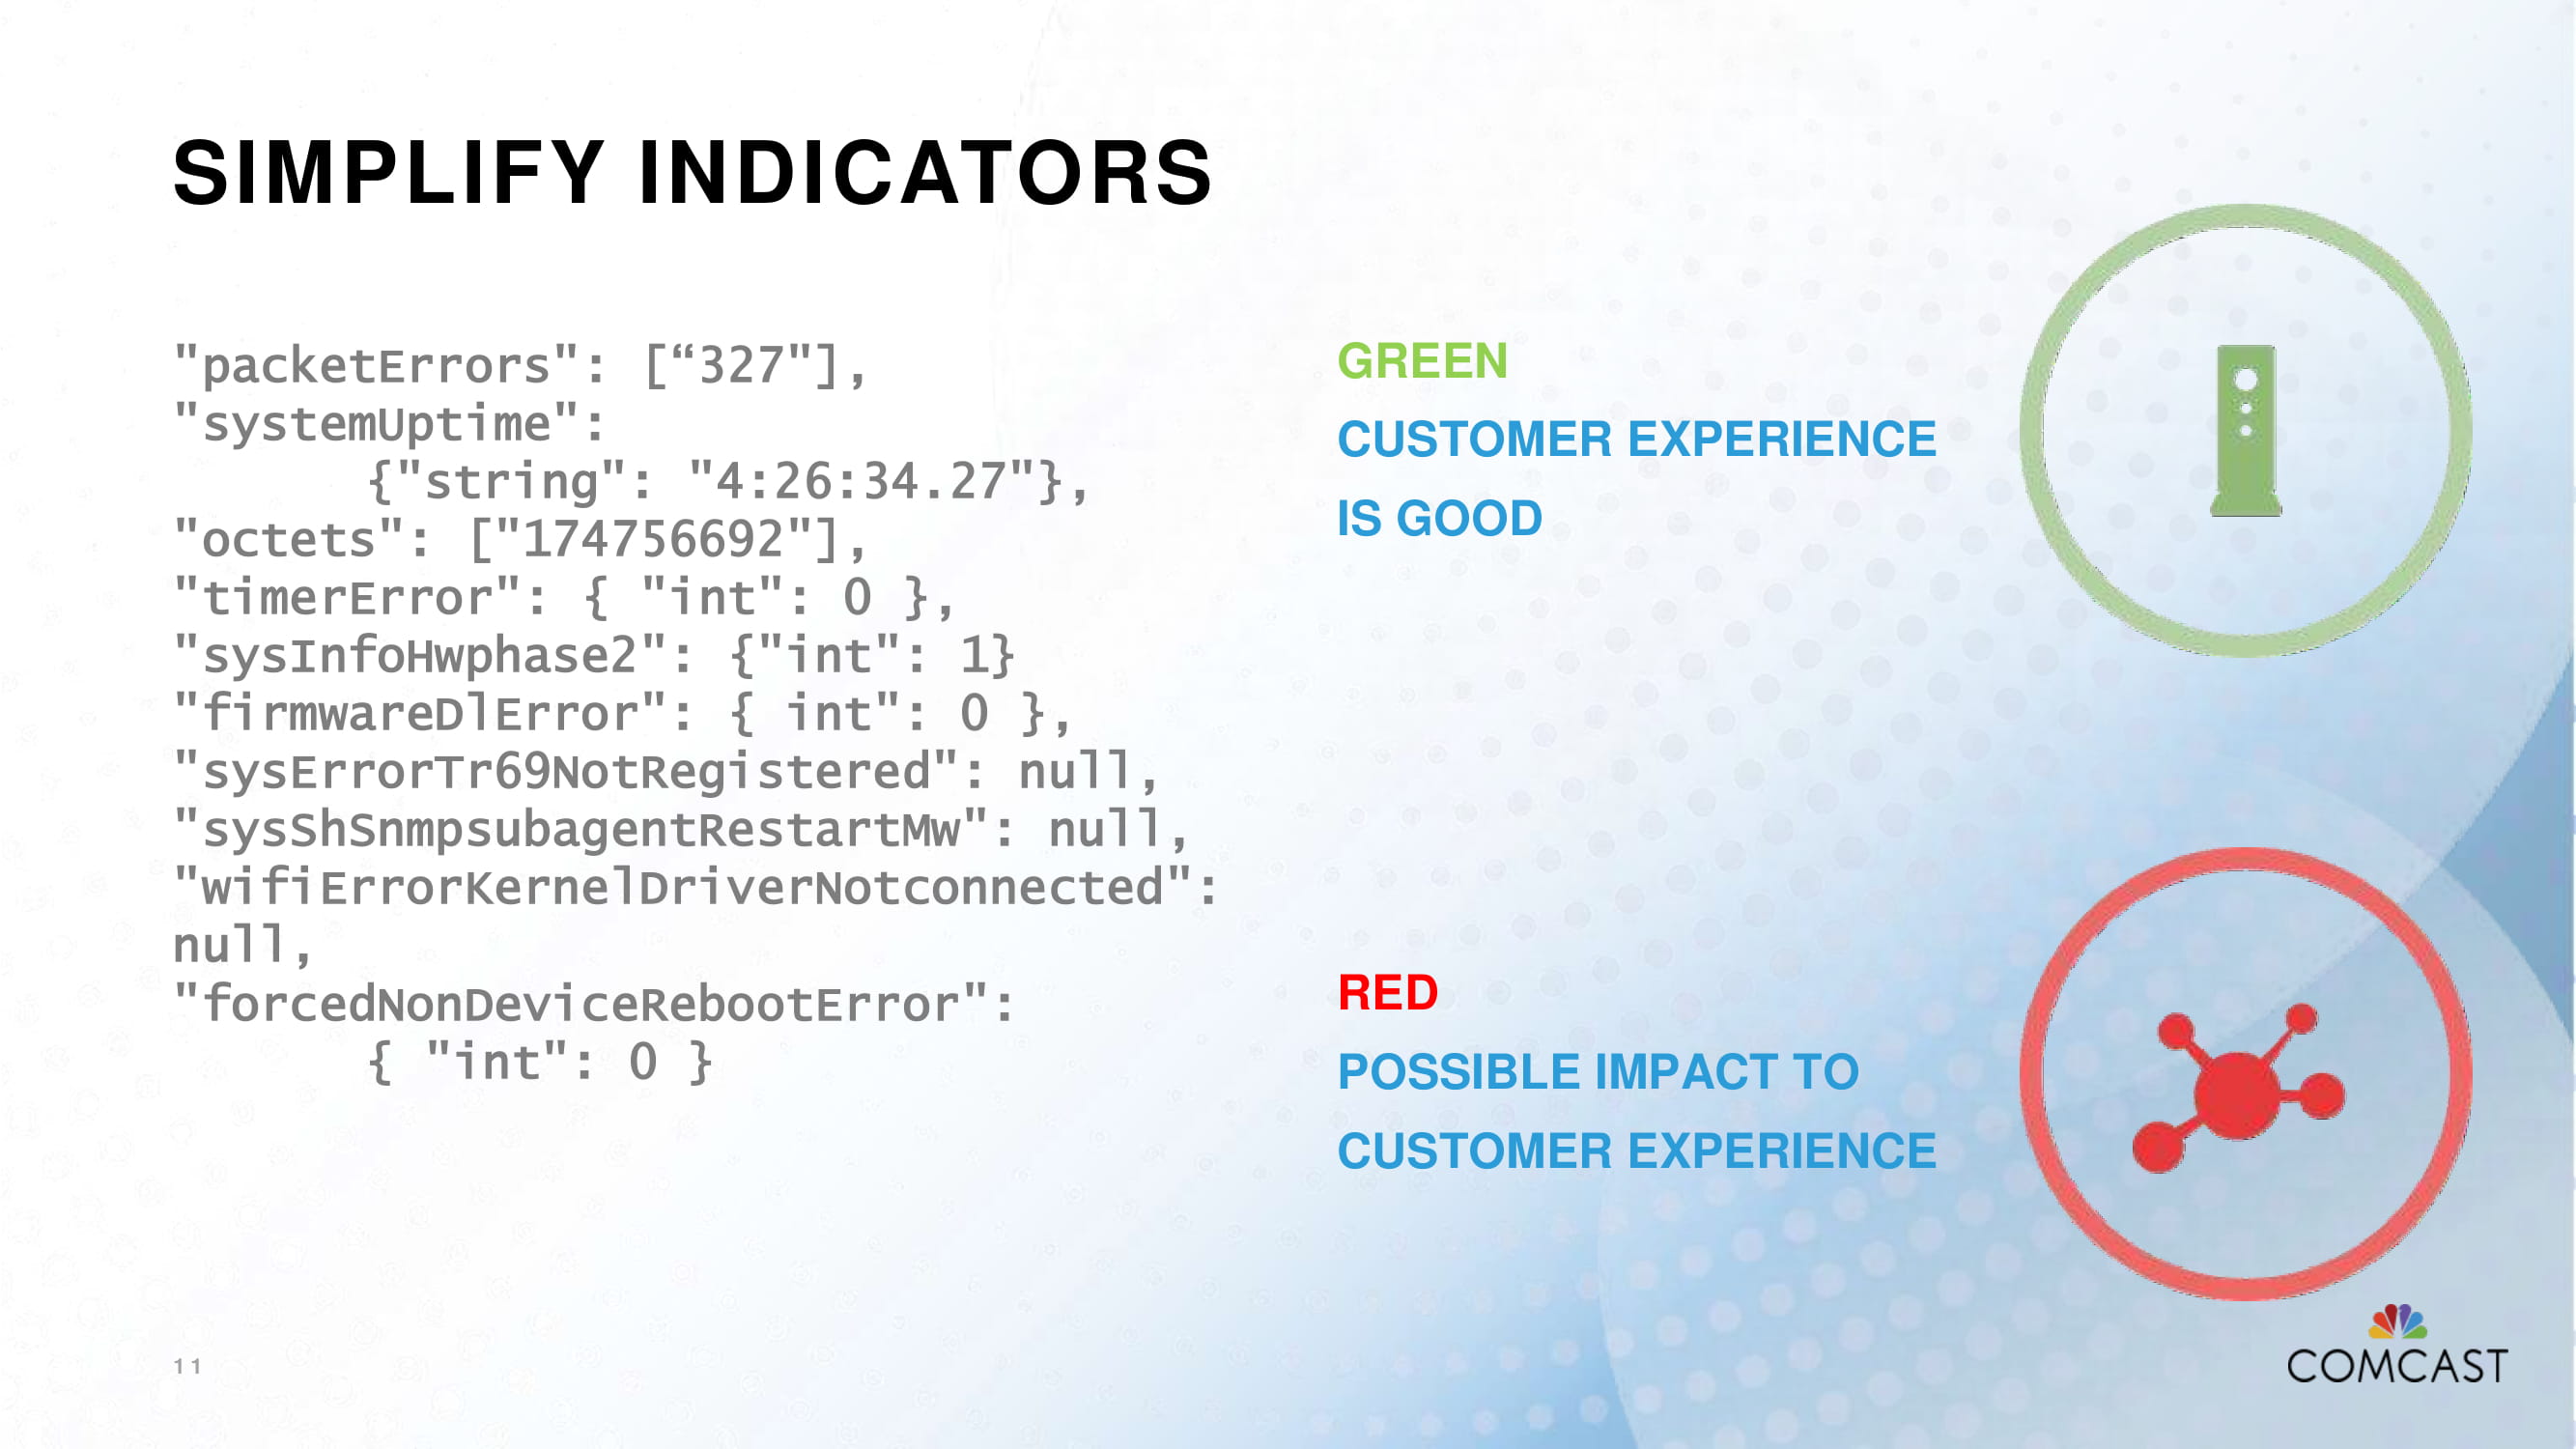 SIMPLIFY INDICATORS
"packetErrors": [“327"],
"systemUptime":
{"string": "4:26:34.27"},
"octets": ["174756692"],
"timerError": { "int": 0 },
"sysInfoHwphase2": {"int": 1}
"firmwareDlError": { int": 0 },
"sysErrorTr69NotRegistered": null,
"sysShSnmpsubagentRestartMw": null,
"wifiErrorKernelDriverNotconnected":
null,
"forcedNonDeviceRebootError":
{ "int": 0 }
GREEN
CUSTOMER EXPERIENCE
IS GOOD
RED
POSSIBLE IMPACT TO
CUSTOMER EXPERIENCE
11
COMCAST